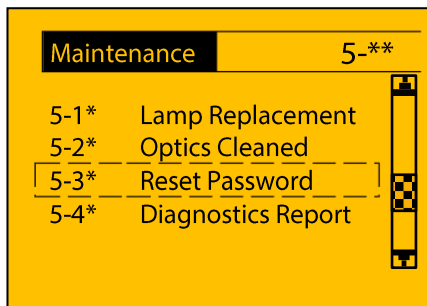 Maintenance 5-**
5-1* Lamp Replacement
5-2* Optics Cleaned
5-3* Reset Password
5-4* Diagnostics Report